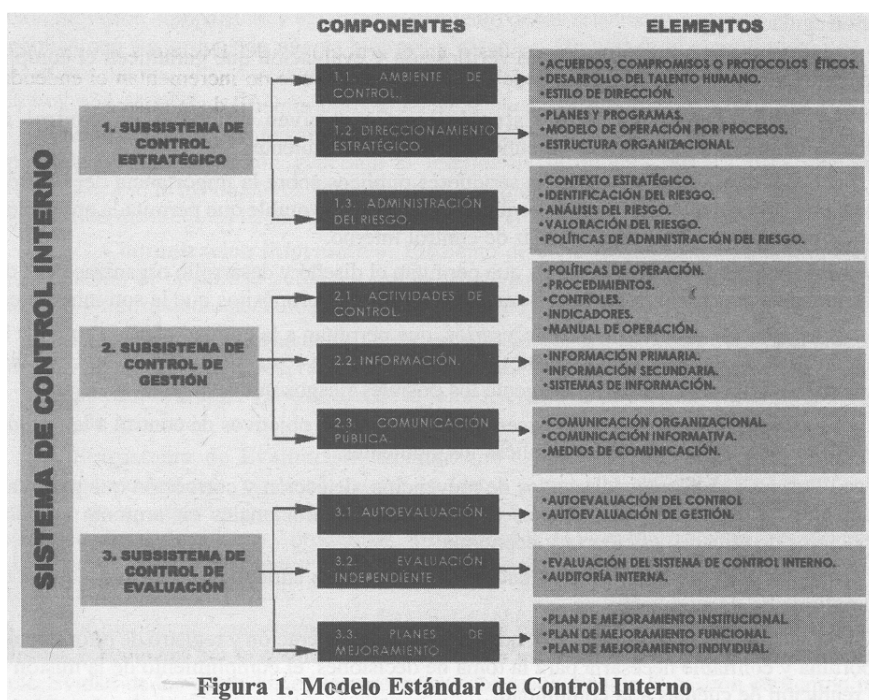 COMPONENTES
ELEMENTOS
SISTEMA DE CONTROL INTERNO
1. SUBSISTEMA DE
CONTROL
ESTRATÉGICO
1.1. AMBIENTE DE
CONTROL.
•ACUERDOS, COMPROMISOS O PROTOCOLOS ÉTICOS.
•DESARROLLO DEL TALENTO HUMANO.
•ESTILO DE DIRECCIÓN.
1.2. DIRECCIONAMIENTO
ESTRATÉGICO.
•PLANES Y PROGRAMAS.
•MODELO DE OPERACIÓN POR PROCESOS.
•ESTRUCTURA ORGANIZACIONAL.
1.3. ADMINISTRACIÓN
DEL RIESGO.
•CONTEXTO ESTRATÉGICO.
•IDENTIFICACIÓN DEL RIESGO.
•ANÁLISIS DEL RIESGO.
•VALORACIÓN DEL RIESGO.
•POLÍTICAS DE ADMINISTRACIÓN DEL RIESGO.
2. SUBSISTEMA DE
CONTROL DE
GESTIÓN
2.1. ACTIVIDADES DE
CONTROL.
•POLÍTICAS DE OPERACIÓN.
•PROCEDIMIENTOS.
•CONTROLES.
•INDICADORES.
•MANUAL DE OPERACIÓN.
2.2. INFORMACIÓN.
•INFORMACIÓN PRIMARIA.
•INFORMACIÓN SECUNDARIA.
•SISTEMAS DE INFORMACIÓN.
2.3. COMUNICACIÓN
PÚBLICA.
•COMUNICACIÓN ORGANIZACIONAL.
•COMUNICACIÓN INFORMATIVA.
•MEDIOS DE COMUNICACIÓN.
3. SUBSISTEMA DE
CONTROL DE
EVALUACIÓN
3.1. AUTOEVALUACIÓN.
•AUTOEVALUACIÓN DEL CONTROL
•AUTOEVALUACIÓN DE GESTIÓN.
3.2. EVALUACIÓN
INDEPENDIENTE.
•EVALUACIÓN DEL SISTEMA DE CONTROL INTERNO.
•AUDITORÍA INTERNA.
3.3. PLANES DE
MEJORAMIENTO.
•PLAN DE MEJORAMIENTO INSTITUCIONAL.
•PLAN DE MEJORAMIENTO FUNCIONAL.
•PLAN DE MEJORAMIENTO INDIVIDUAL.
Figura 1. Modelo Estándar de Control Interno